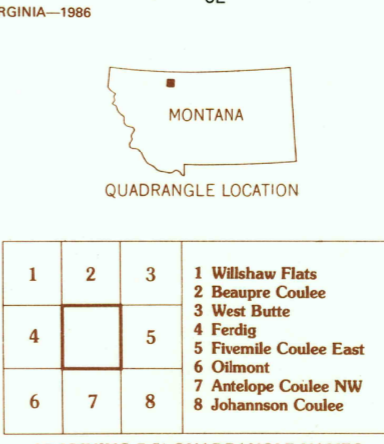 RGINIA—1986
MONTANA
QUADRANGLE LOCATION
1 2 3
4 5
6 7 8
1 Willshaw Flats
2 Beaupre Coulee
3 West Butte
4 Ferdig
5 Fivemile Coulee East
6 Oilmont
7 Antelope Coulee NW
8 Johannson Coulee